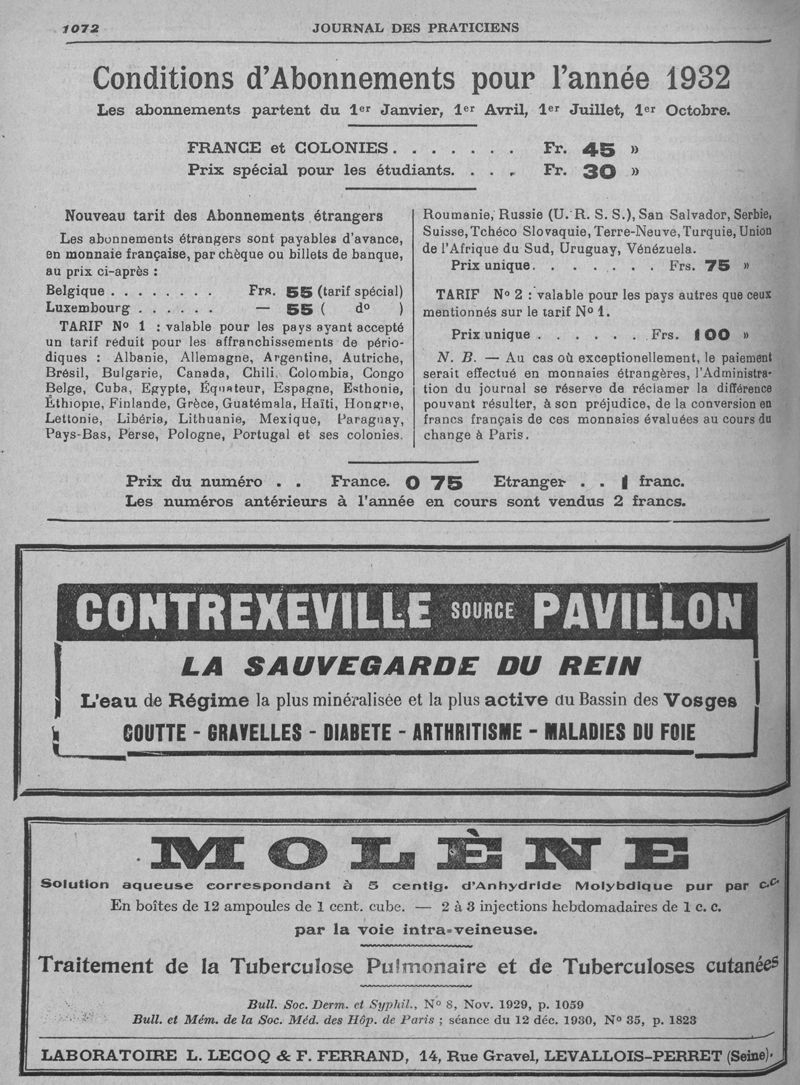 1072
JOURNAL DES PRATICIENS
Conditions d'Abonnements pour l'année 1932
Les abonnements partent du 1er Janvier, 1er Avril, 1er Juillet, 1er Octobre.
FRANCE et COLONIES. . . . . . . Fr. 45 »
Prix spécial pour les étudiants. . . . Fr. 30 »
Nouveau tarit des Abonnements étrangers
Les abonnements étrangers sont payables d'avance,
en monnaie française, par chèque ou billets de banque,
au prix ci-après :
Belgique . . . . . . . . Frs. 55 (tarif spécial)
Luxembourg . . . . . . — 55 ( do )
TARIF No 1 : valable pour les pays ayant accepté
un tarif réduit pour les affranchissements de pério-
diques : Albanie, Allemagne, Argentine, Autriche,
Brésil, Bulgarie, Canada, Chili, Colombia, Congo
Belge, Cuba, Egypte, Équateur, Espagne, Esthonie,
Éthiopie, Finlande, Grèce, Guatémala, Haïti, Hongrie,
Lettonie, Libéria, Lithuanie, Mexique, Paraguay,
Pays-Bas, Perse, Pologne, Portugal et ses colonies.
Roumanie, Russie (U. R. S. S.), San Salvador, Serbie,
Suisse, Tchéco Slovaquie, Terre-Neuve, Turquie, Union
de l'Afrique du Sud, Uruguay, Vénézuela.
Prix unique. . . . . . . . Frs. 75 »
TARIF No 2 : valable pour les pays autres que ceux
mentionnés sur le tarif No 1.
Prix unique . . . . . . . Frs. 100 »
N. B. — Au cas où exceptionellement, le paiement
serait effectué en monnaies étrangères, l'Administra-
tion du journal se réserve de réclamer la différence
pouvant résulter, à son préjudice, de la conversion en
francs français de ces monnaies évaluées au cours du
change à Paris.
Prix du numéro . . France. 0 75 Etranger . . 1 franc.
Les numéros antérieurs à l'année en cours sont vendus 2 francs.
CONTREXEVILLE SOURCE PAVILLON
LA SAUVEGARDE DU REIN
L'eau de Régime la plus minéralisée et la plus active du Bassin des Vosges
GOUTTE - GRAVELLES - DIABETE - ARTHRITISME - MALADIES DU FOIE
MOLÈNE
Solution aqueuse correspondant à 5 centig. d'Anhydride Molybdique pur par c.c.
En boîtes de 12 ampoules de 1 cent. cube. — 2 à 3 injections hebdomadaires de 1 c. c.
par la voie intra-veineuse.
Traitement de la Tuberculose Pulmonaire et de Tuberculoses cutanées
Bull. Soc. Derm. et Syphil., No 8, Nov. 1929, p. 1059
Bull. et Mém. de la Soc. Méd. des Hôp. de Paris ; séance du 12 déc. 1930, No 35, p. 1823
LABORATOIRE L. LECOQ & F. FERRAND, 14, Rue Gravel, LEVALLOIS-PERRET (Seine).